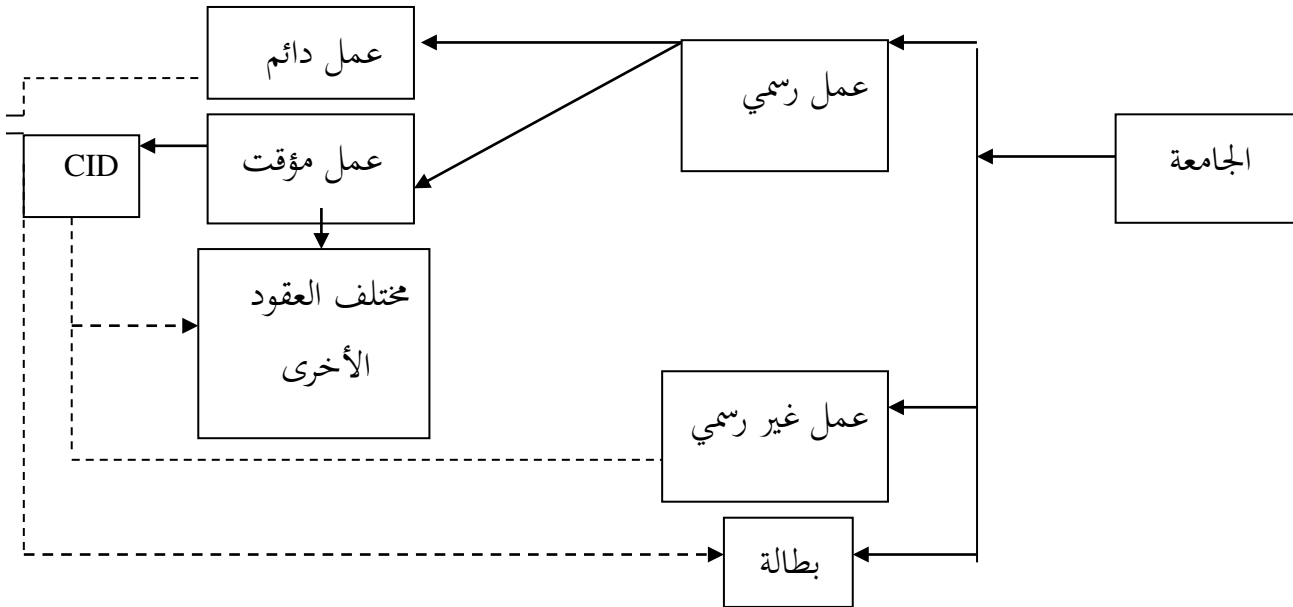 الجامعة
عمل رسمي
عمل دائم
عمل مؤقت
CID
مختلف العقود
الأخرى
عمل غير رسمي
بطالة